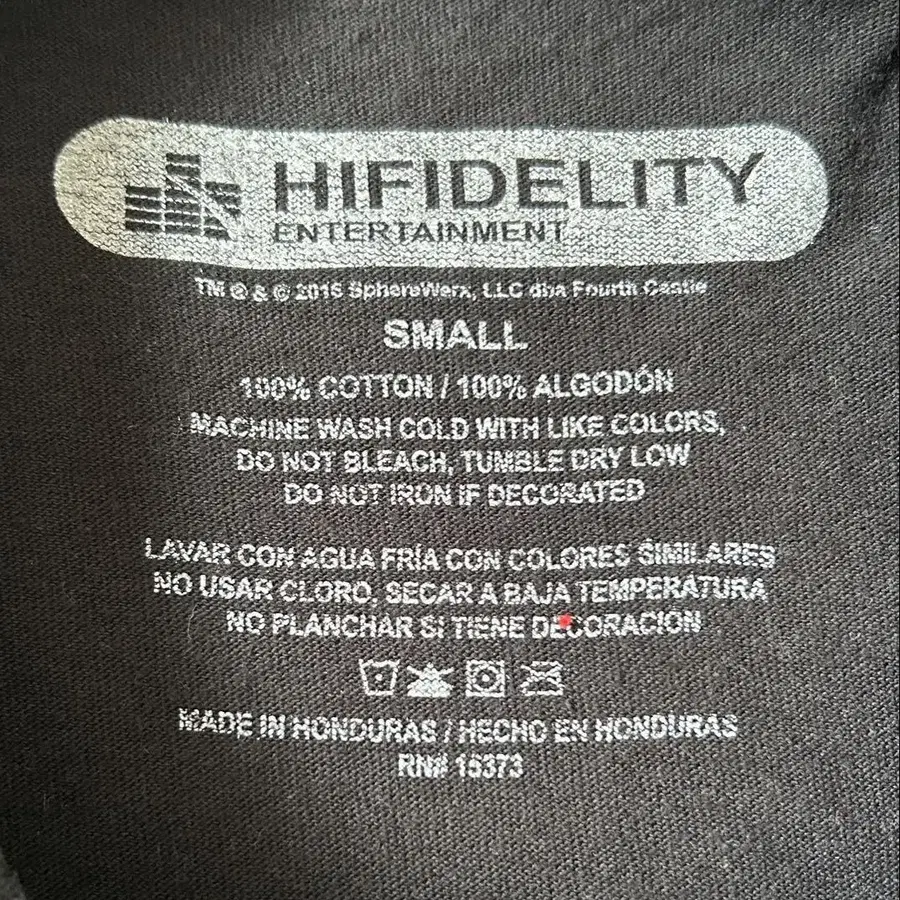 HIFIDELITY
ENTERTAINMENT
TM ® & © 2016 SphereWerx, LLC dba Fourth Castle
SMALL
100% COTTON / 100% ALGODÓN
MACHINE WASH COLD WITH LIKE COLORS,
DO NOT BLEACH, TUMBLE DRY LOW
DO NOT IRON IF DECORATED
LAVAR CON AGUA FRÍA CON COLORES SIMILARES
NO USAR CLORO, SECAR A BAJA TEMPERATURA
NO PLANCHAR SI TIENE DECORACION
MADE IN HONDURAS / HECHO EN HONDURAS
RN# 15373